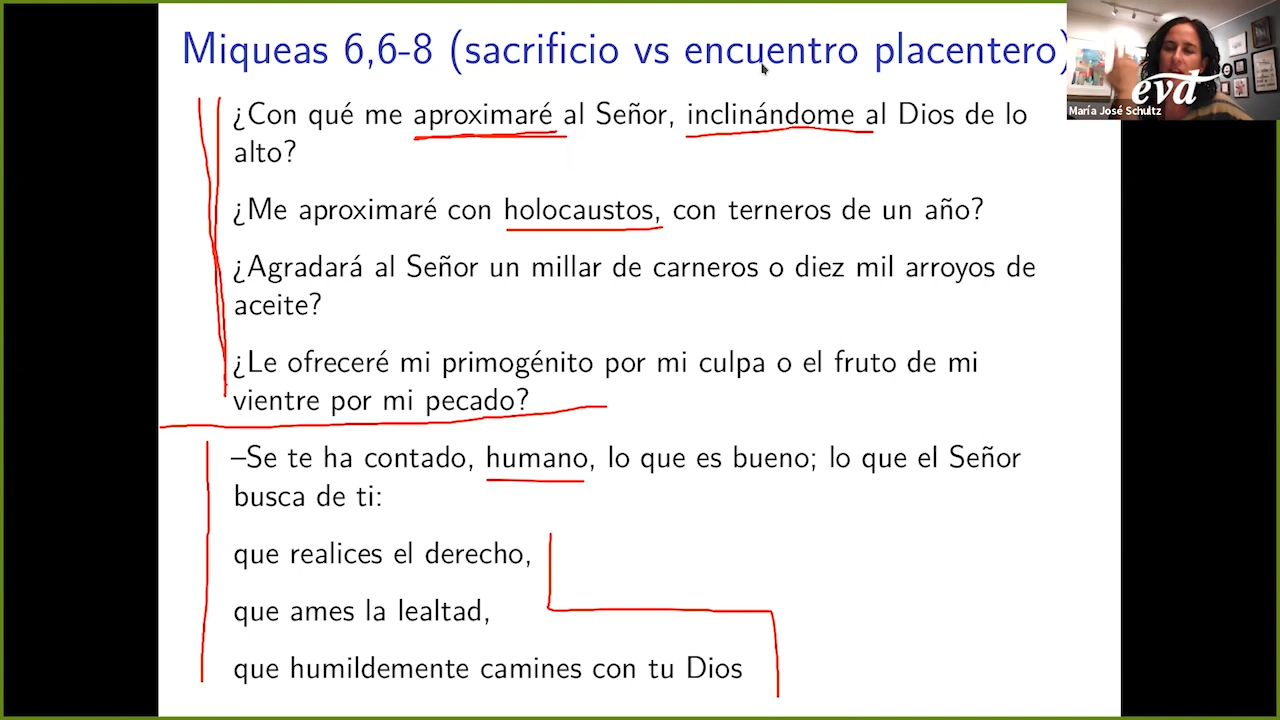 Miqueas 6,6-8 (sacrificio vs encuentro placentero)
evd
María José Schultz
¿Con qué me aproximaré al Señor, inclinándome al Dios de lo
alto?
¿Me aproximaré con holocaustos, con terneros de un año?
¿Agradará al Señor un millar de carneros o diez mil arroyos de
aceite?
¿Le ofreceré mi primogénito por mi culpa o el fruto de mi
vientre por mi pecado?
–Se te ha contado, humano, lo que es bueno; lo que el Señor
busca de ti:
que realices el derecho,
que ames la lealtad,
que humildemente camines con tu Dios